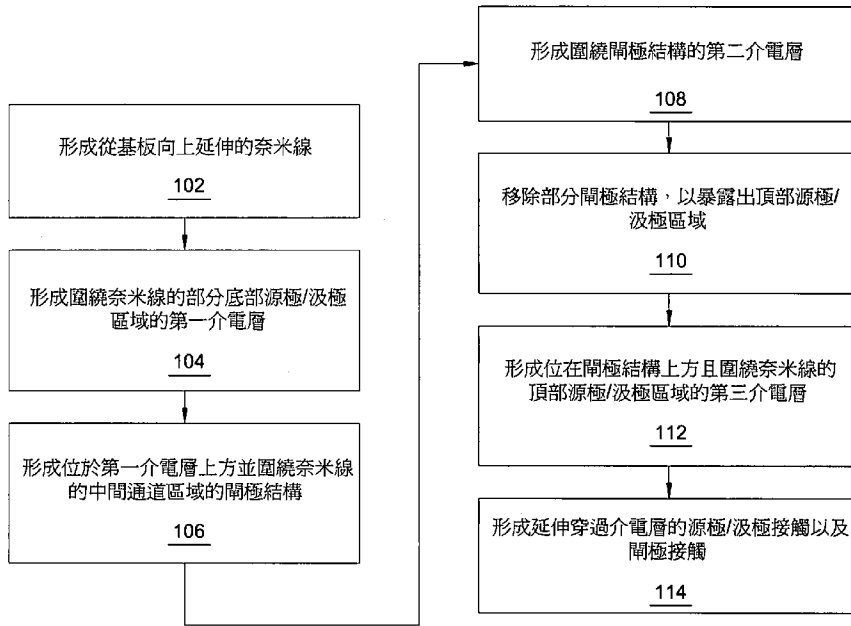 形成從基板向上延伸的奈米線
102
形成圍繞奈米線的部分底部源極/汲極
區域的第一介電層
104
形成位於第一介電層上方並圍繞奈米線
的中間通道區域的閘極結構
106
形成圍繞閘極結構的第二介電層
108
移除部分閘極結構，以暴露出頂部源極/
汲極區域
110
形成位在閘極結構上方且圍繞奈米線的
頂部源極/汲極區域的第三介電層
112
形成延伸穿過介電層的源極/汲極接觸以及
閘極接觸
114